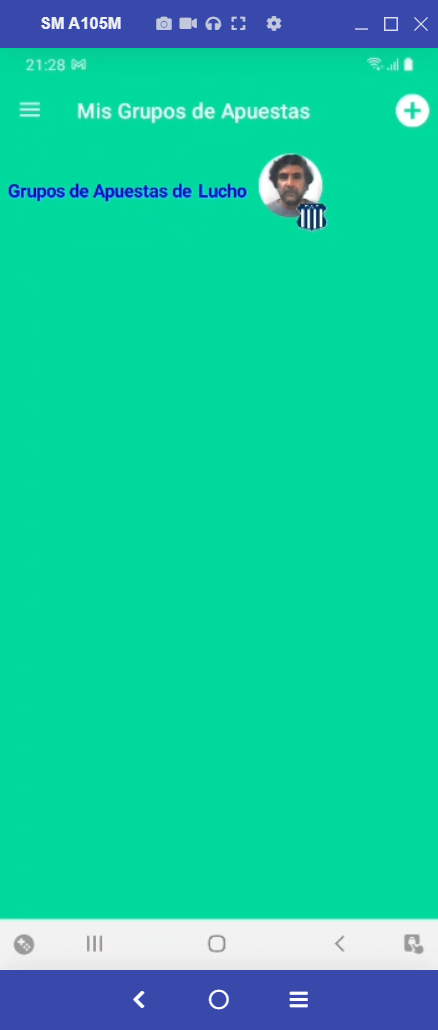 SM A105M
21:28
Mis Grupos de Apuestas
Grupos de Apuestas de Lucho